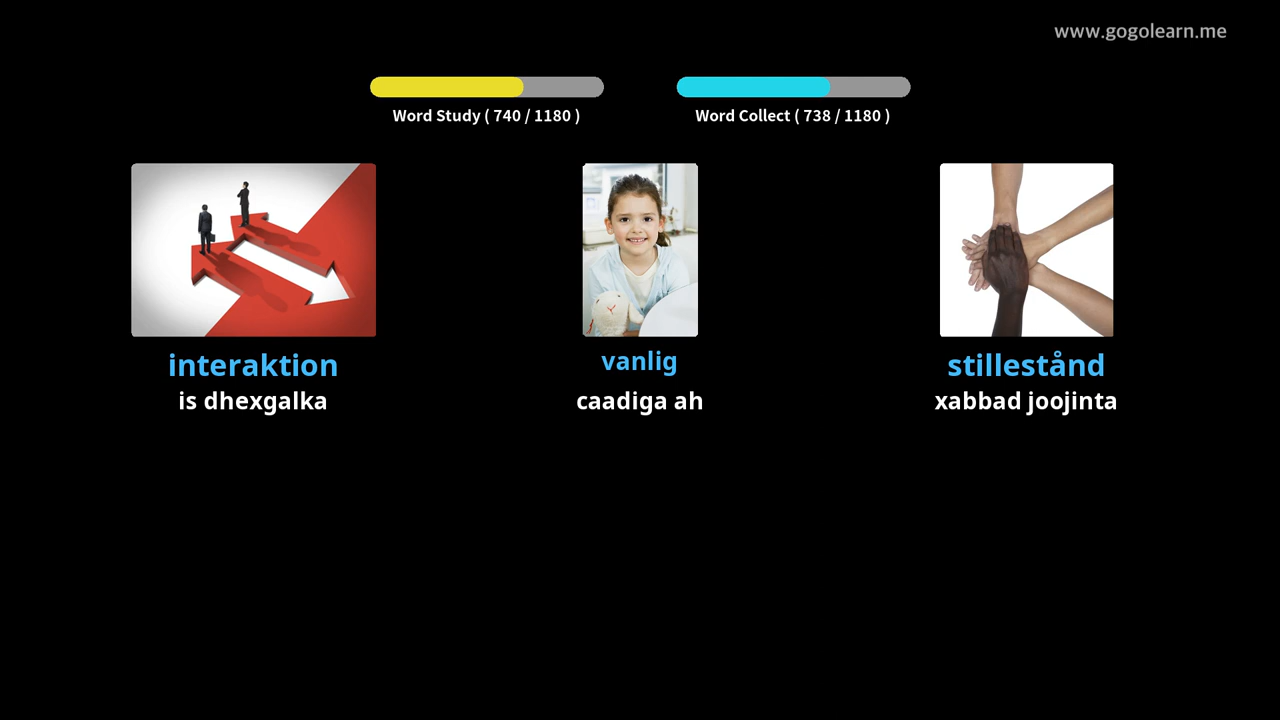 www.gogolearn.me
Word Study ( 740 / 1180 )
Word Collect ( 738 / 1180 )
interaktion
is dhexgalka
vanlig
caadiga ah
stillestånd
xabbad joojinta